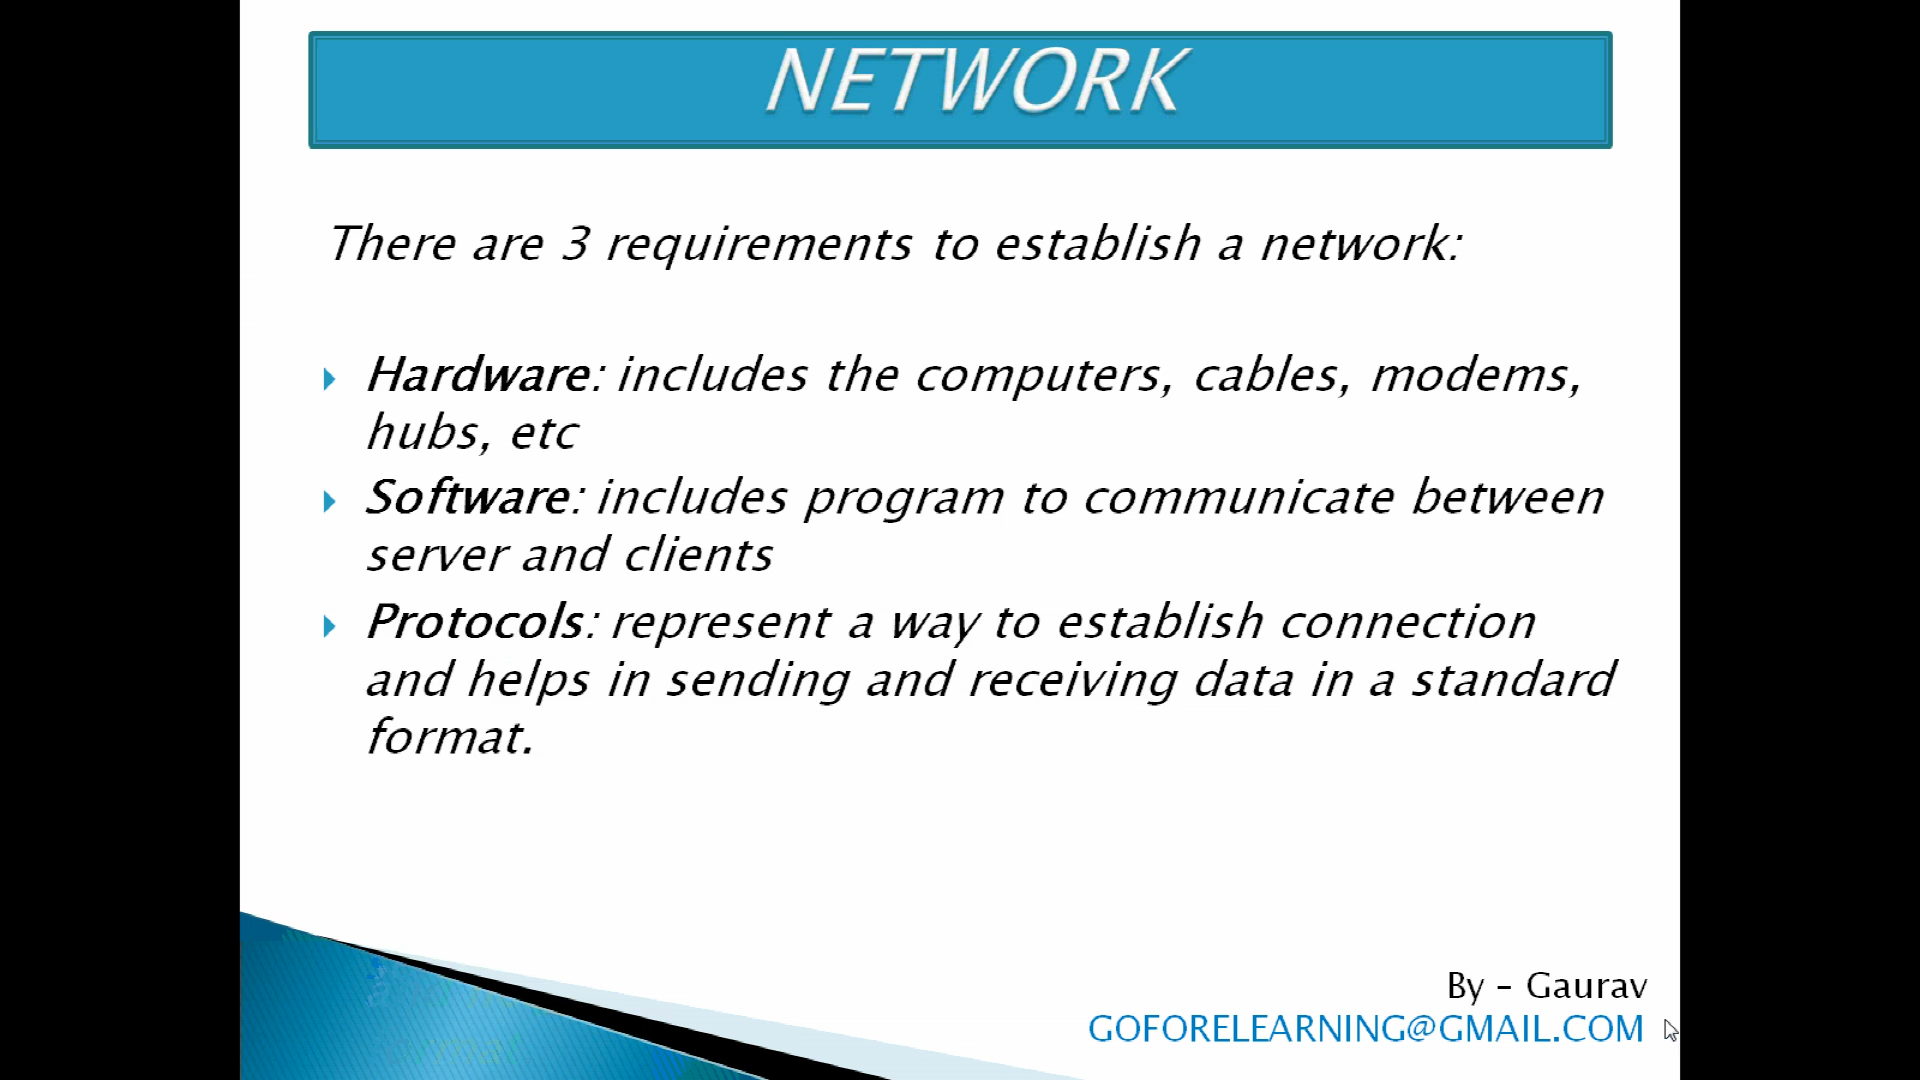 NETWORK
There are 3 requirements to establish a network:
Hardware: includes the computers, cables, modems,
hubs, etc
Software: includes program to communicate between
server and clients
Protocols: represent a way to establish connection
and helps in sending and receiving data in a standard
format.
By - Gaurav
GOFORELEARNING@GMAIL.COM